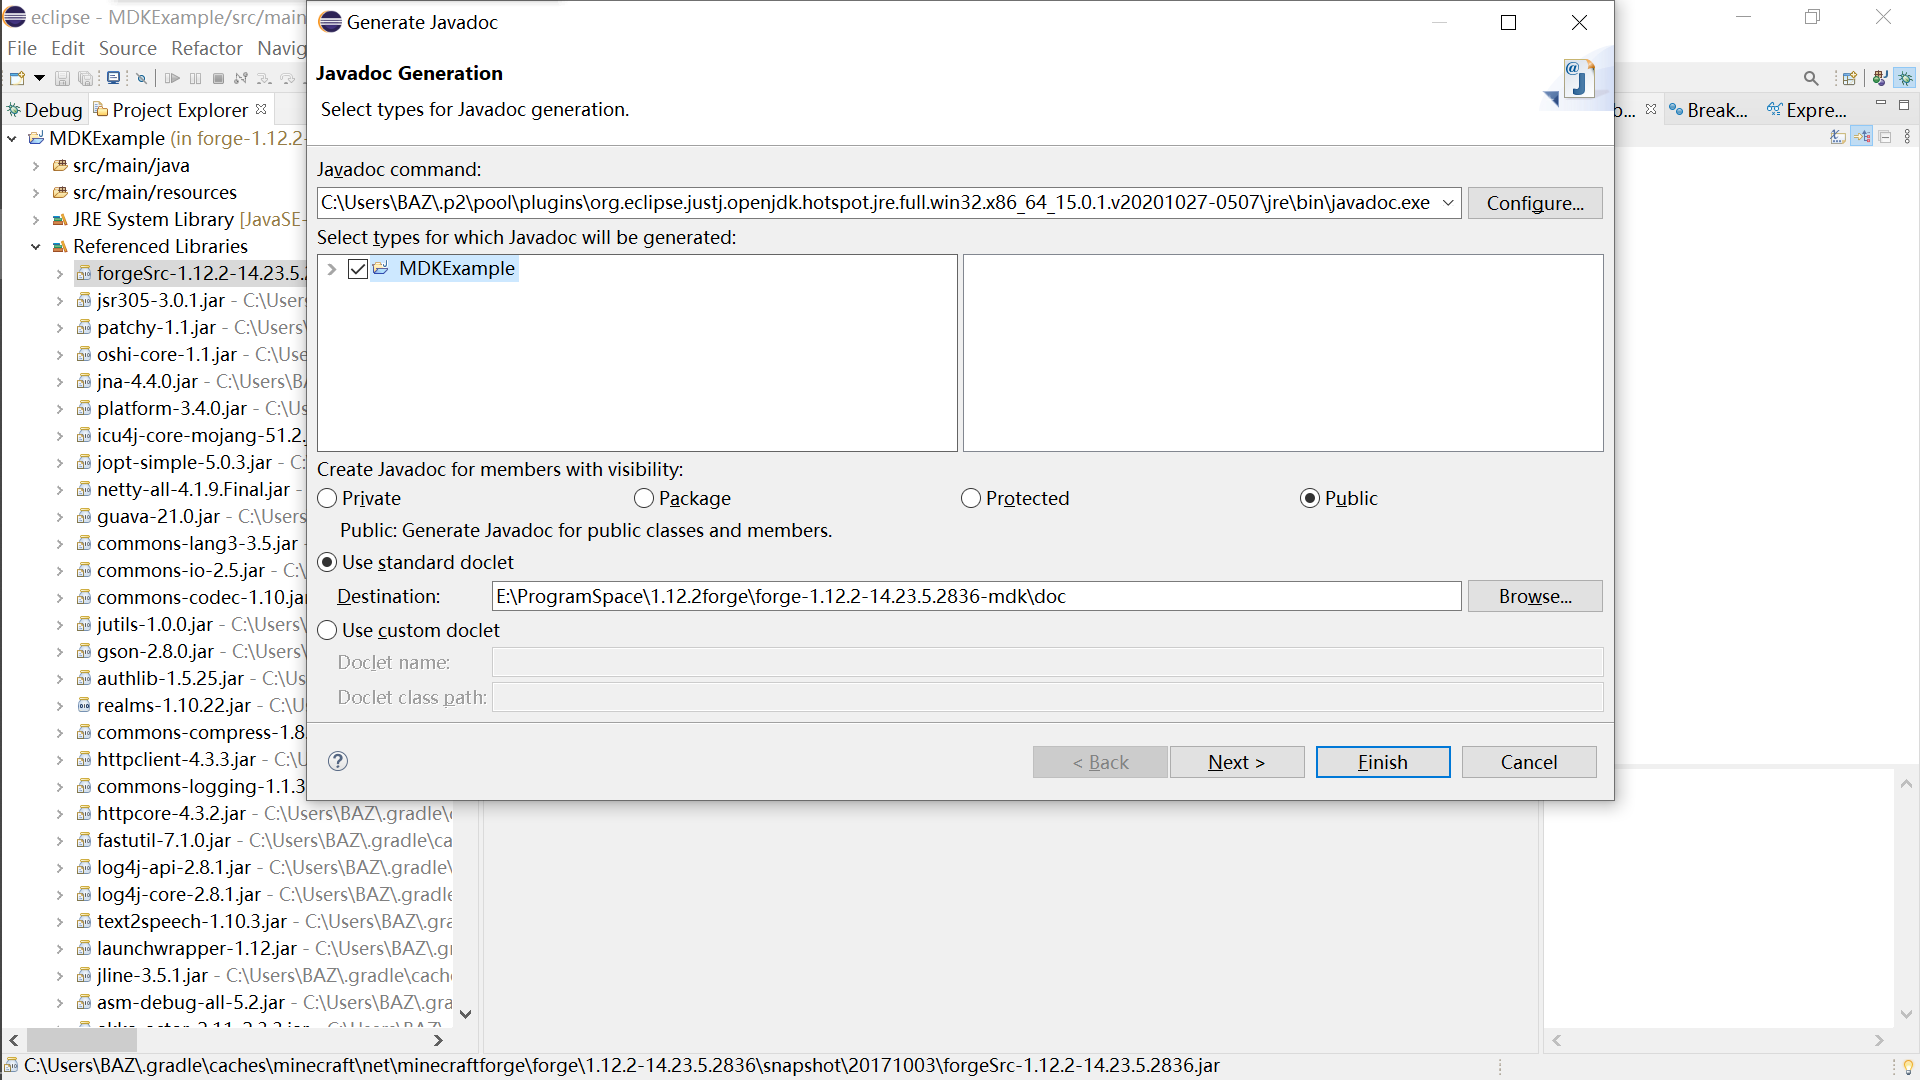 eclipse - MDKExample/src/main
File Edit Source Refactor Navig
Debug Project Explorer
MDKExample (in forge-1.12.2-
src/main/java
src/main/resources
JRE System Library [JavaSE-
Referenced Libraries
forgeSrc-1.12.2-14.23.5.2
jsr305-3.0.1.jar - C:\Users
patchy-1.1.jar - C:\Users\
oshi-core-1.1.jar - C:\Use
jna-4.4.0.jar - C:\Users\BA
platform-3.4.0.jar - C:\Us
icu4j-core-mojang-51.2.
jopt-simple-5.0.3.jar - C:
netty-all-4.1.9.Final.jar -
guava-21.0.jar - C:\Users
commons-lang3-3.5.jar -
commons-io-2.5.jar - C:\
commons-codec-1.10.jar
jutils-1.0.0.jar - C:\Users\
gson-2.8.0.jar - C:\Users\
authlib-1.5.25.jar - C:\Us
realms-1.10.22.jar - C:\U
commons-compress-1.8.
httpclient-4.3.3.jar - C:\U
commons-logging-1.1.3
httpcore-4.3.2.jar - C:\Users\BAZ\.gradle\
fastutil-7.1.0.jar - C:\Users\BAZ\.gradle\ca
log4j-api-2.8.1.jar - C:\Users\BAZ\.gradle\
log4j-core-2.8.1.jar - C:\Users\BAZ\.gradle
text2speech-1.10.3.jar - C:\Users\BAZ\.gra
launchwrapper-1.12.jar - C:\Users\BAZ\.gr
jline-3.5.1.jar - C:\Users\BAZ\.gradle\cach
asm-debug-all-5.2.jar - C:\Users\BAZ\.gra
Generate Javadoc
Javadoc Generation
Select types for Javadoc generation.
Javadoc command:
C:\Users\BAZ\.p2\pool\plugins\org.eclipse.justj.openjdk.hotspot.jre.full.win32.x86_64_15.0.1.v20201027-0507\jre\bin\javadoc.exe
Configure...
Select types for which Javadoc will be generated:
MDKExample
Create Javadoc for members with visibility:
Private Package Protected Public
Public: Generate Javadoc for public classes and members.
Use standard doclet
Destination: E:\ProgramSpace\1.12.2forge\forge-1.12.2-14.23.5.2836-mdk\doc Browse...
Use custom doclet
Doclet name:
Doclet class path:
< Back Next > Finish Cancel
b... Break... Expre...
C:\Users\BAZ\.gradle\caches\minecraft\net\minecraftforge\forge\1.12.2-14.23.5.2836\snapshot\20171003\forgeSrc-1.12.2-14.23.5.2836.jar